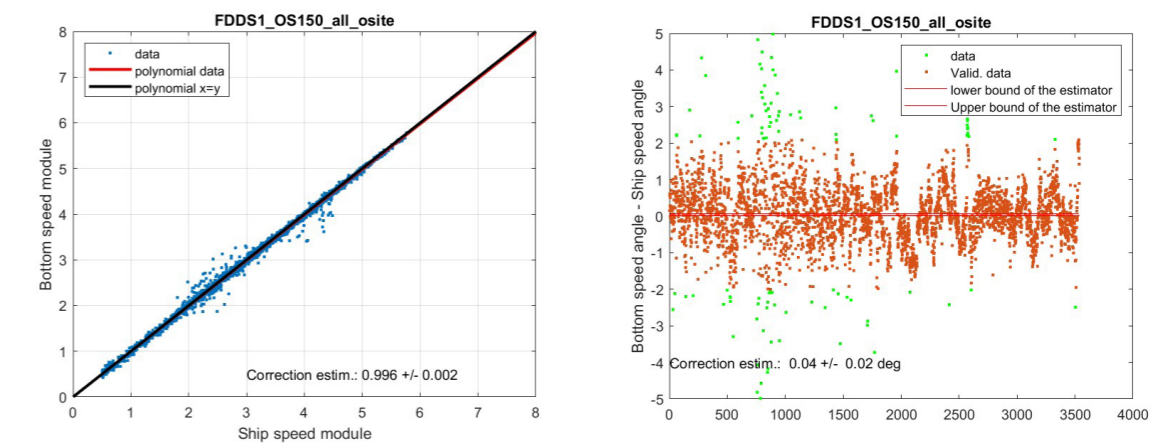 FDDS1_OS150_all_osite
8
7
6
5
4
3
2
1
0
Bottom speed module
data
polynomial data
polynomial x=y
Correction estim.: 0.996 +/- 0.002
0 1 2 3 4 5 6 7 8
Ship speed module
FDDS1_OS150_all_osite
5
4
3
2
1
0
-1
-2
-3
-4
-5
Bottom speed angle - Ship speed angle
data
Valid. data
lower bound of the estimator
Upper bound of the estimator
Correction estim.: 0.04 +/- 0.02 deg
0 500 1000 1500 2000 2500 3000 3500 4000